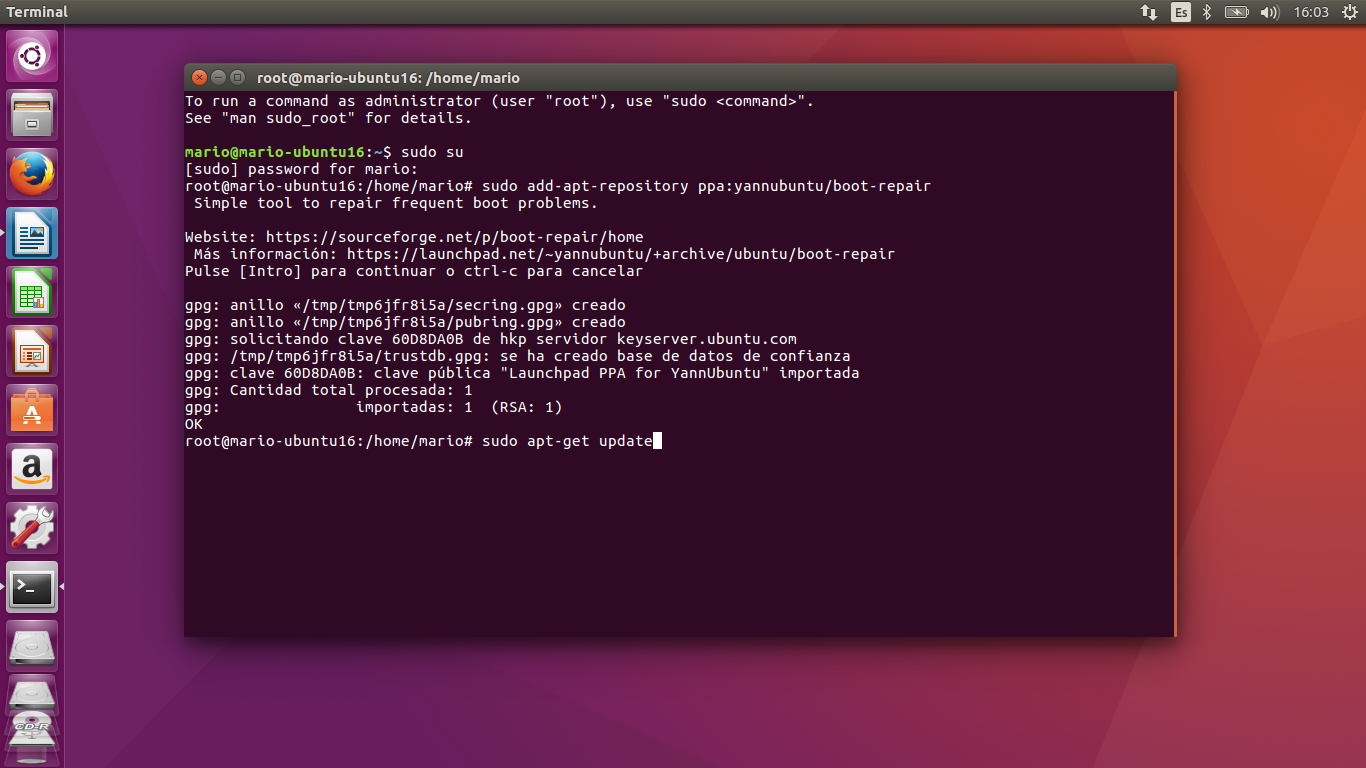 Terminal
Es
16:03
root@mario-ubuntu16: /home/mario
To run a command as administrator (user "root"), use "sudo <command>".
See "man sudo_root" for details.
mario@mario-ubuntu16:~$ sudo su
[sudo] password for mario:
root@mario-ubuntu16:/home/mario# sudo add-apt-repository ppa:yannubuntu/boot-repair
Simple tool to repair frequent boot problems.
Website: https://sourceforge.net/p/boot-repair/home
Más información: https://launchpad.net/~yannubuntu/+archive/ubuntu/boot-repair
Pulse [Intro] para continuar o ctrl-c para cancelar
gpg: anillo «/tmp/tmp6jfr8i5a/secring.gpg» creado
gpg: anillo «/tmp/tmp6jfr8i5a/pubring.gpg» creado
gpg: solicitando clave 60D8DA0B de hkp servidor keyserver.ubuntu.com
gpg: /tmp/tmp6jfr8i5a/trustdb.gpg: se ha creado base de datos de confianza
gpg: clave 60D8DA0B: clave pública "Launchpad PPA for YannUbuntu" importada
gpg: Cantidad total procesada: 1
gpg:               importadas: 1  (RSA: 1)
OK
root@mario-ubuntu16:/home/mario# sudo apt-get update
CD-R